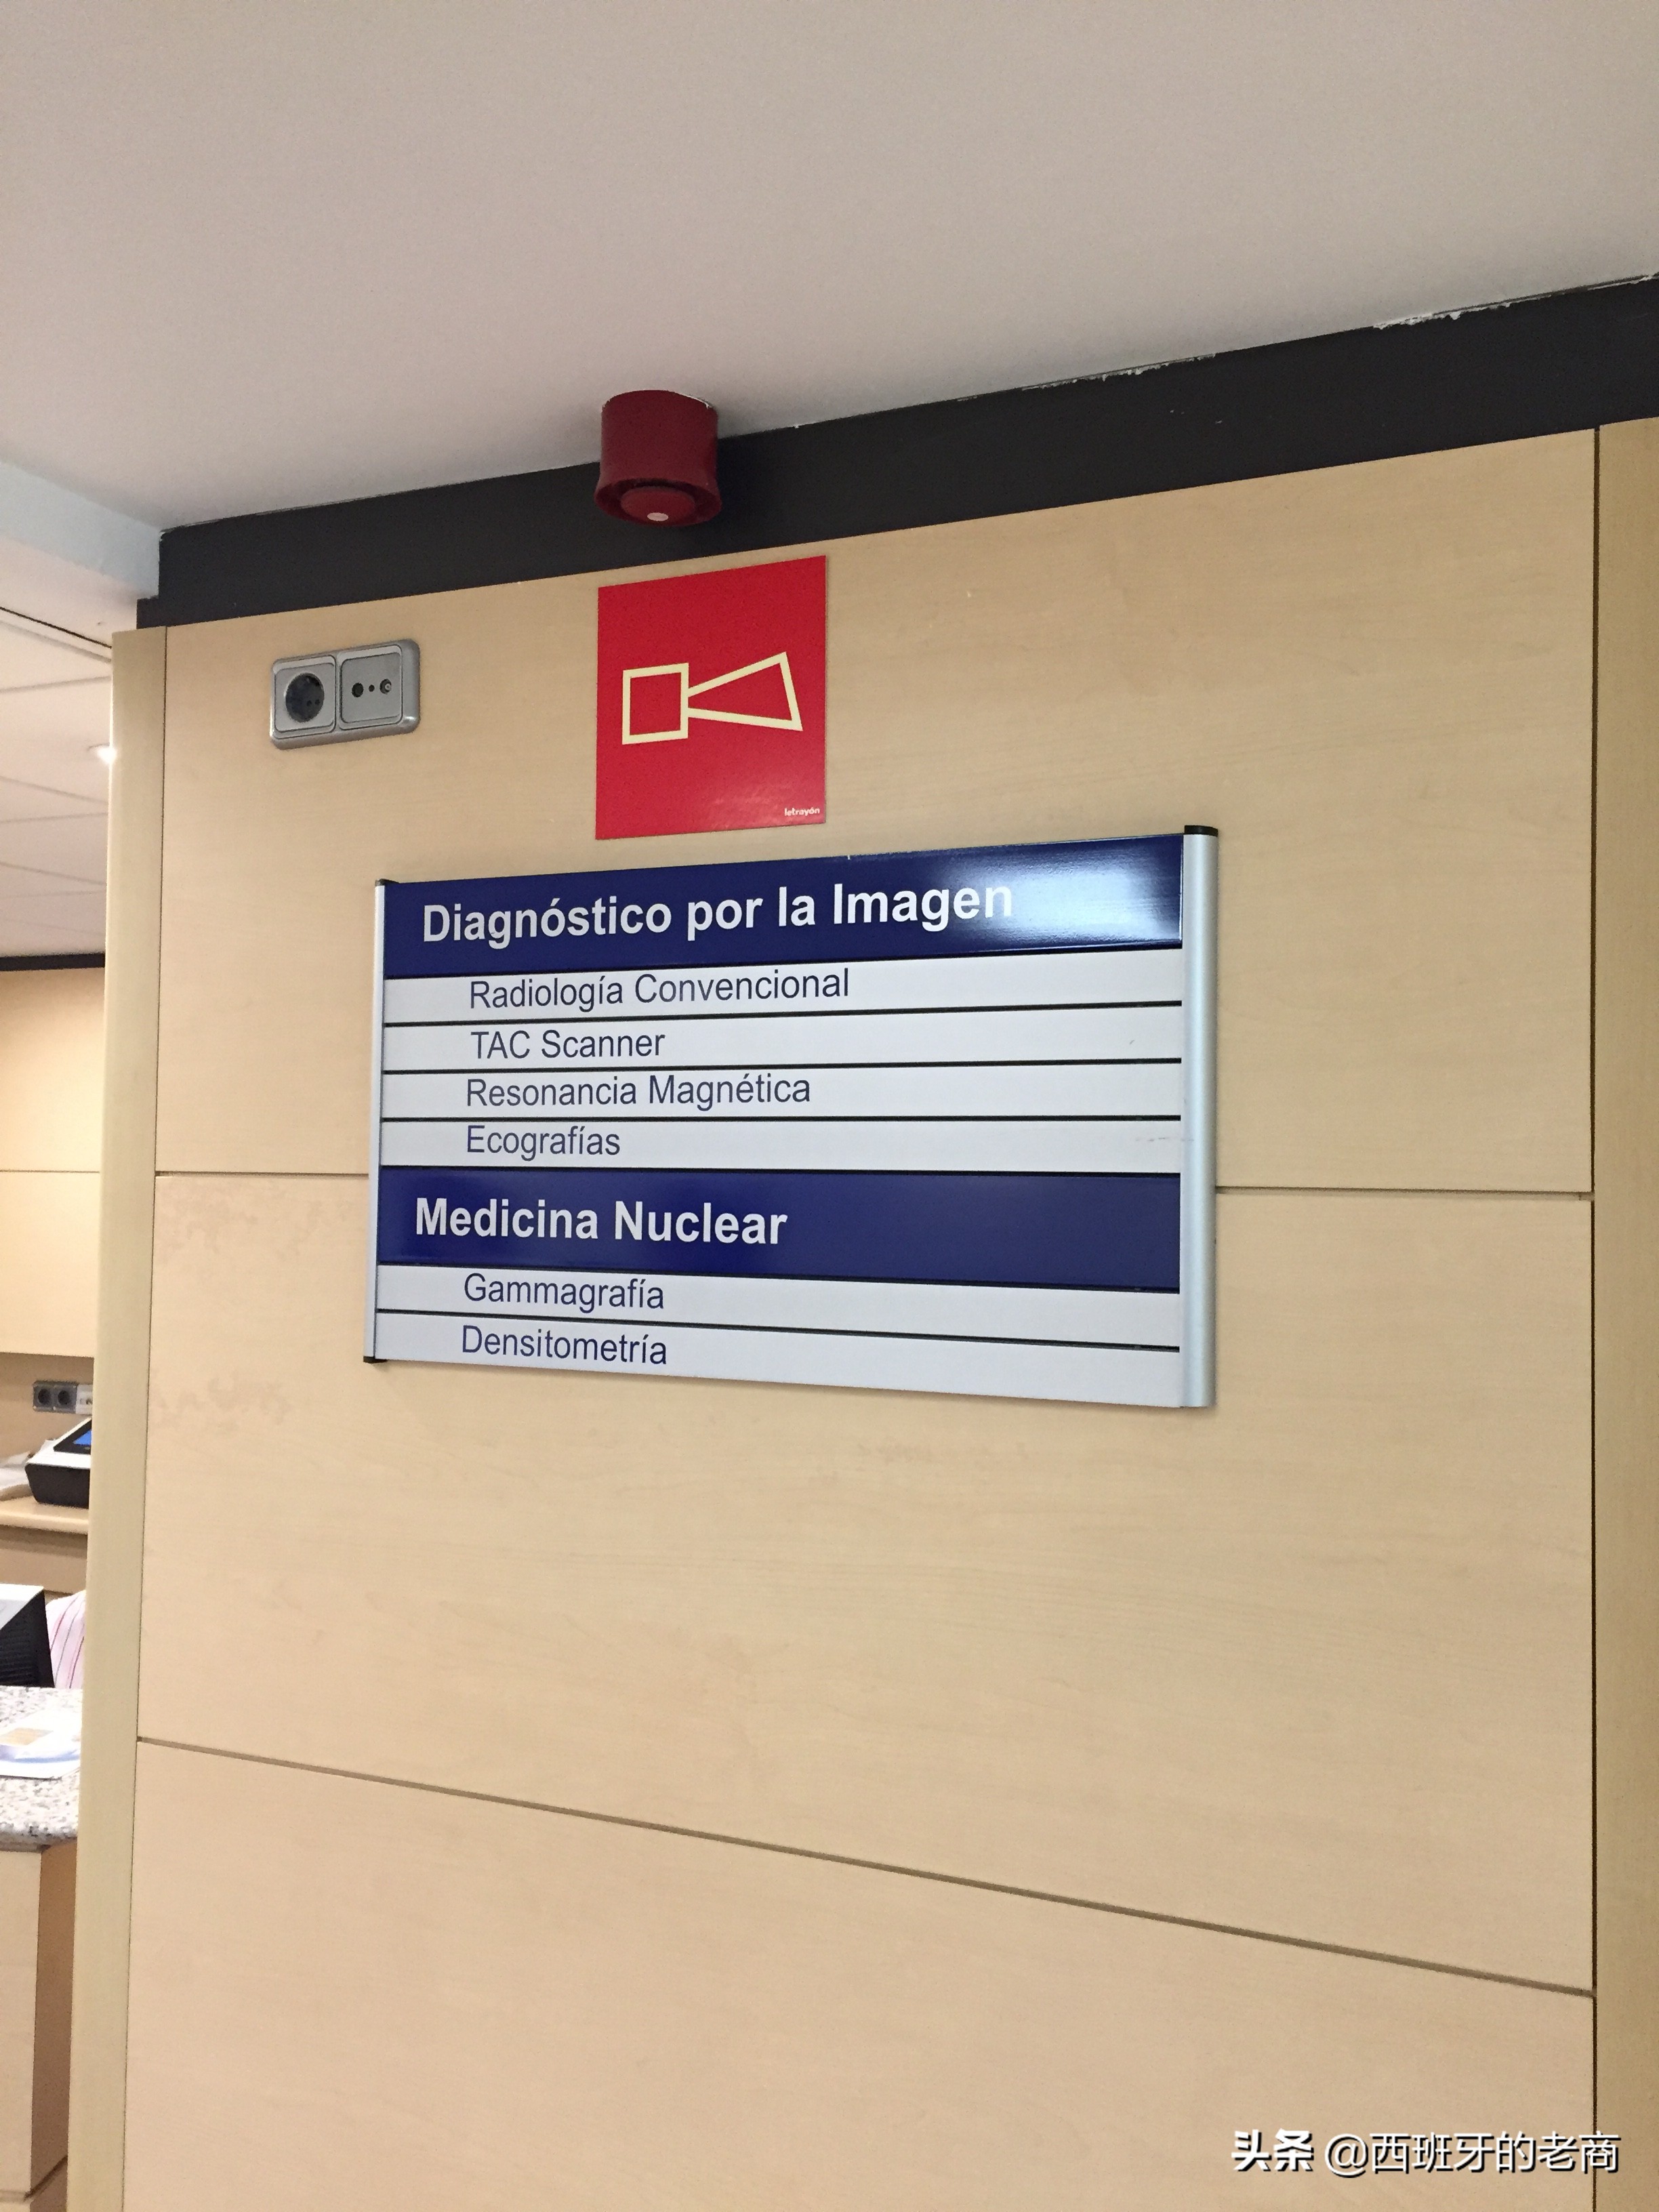 letrayón
Diagnóstico por la Imagen
Radiología Convencional
TAC Scanner
Resonancia Magnética
Ecografías
Medicina Nuclear
Gammagrafía
Densitometría
头条 @西班牙的老商